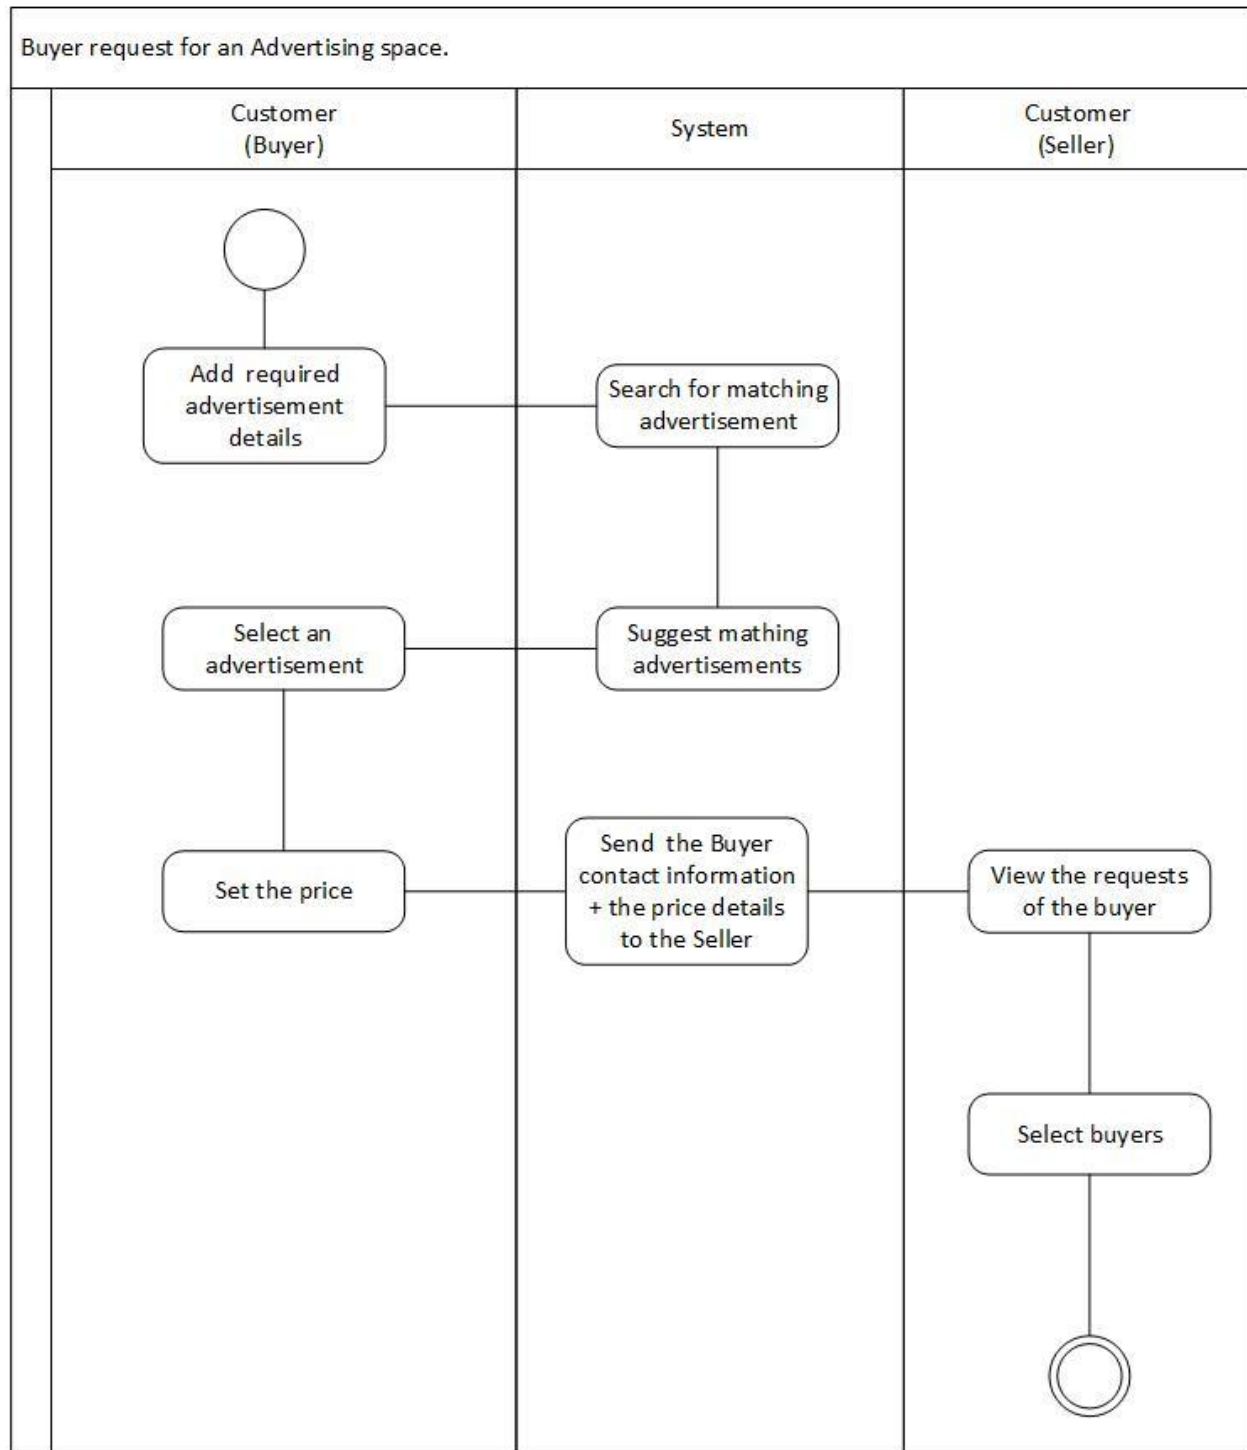 Buyer request for an Advertising space.
Customer
(Buyer)
System
Customer
(Seller)
Add required
advertisement
details
Search for matching
advertisement
Select an
advertisement
Suggest mathing
advertisements
Set the price
Send the Buyer
contact information
+ the price details
to the Seller
View the requests
of the buyer
Select buyers